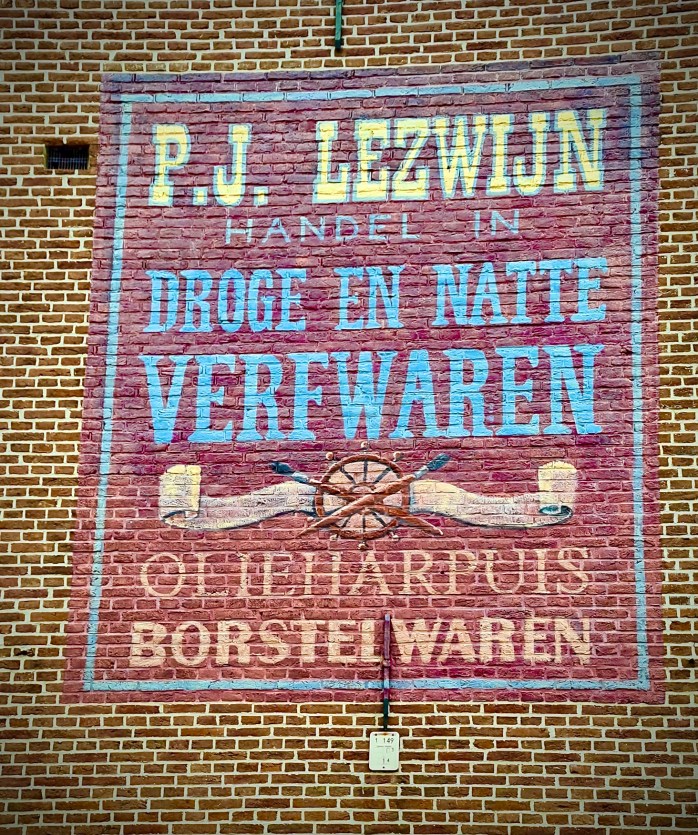 P.J. LEZWIJN
HANDEL IN
DROGE EN NATTE
VERFWAREN
OLIEHARPUIS
BORSTELWAREN